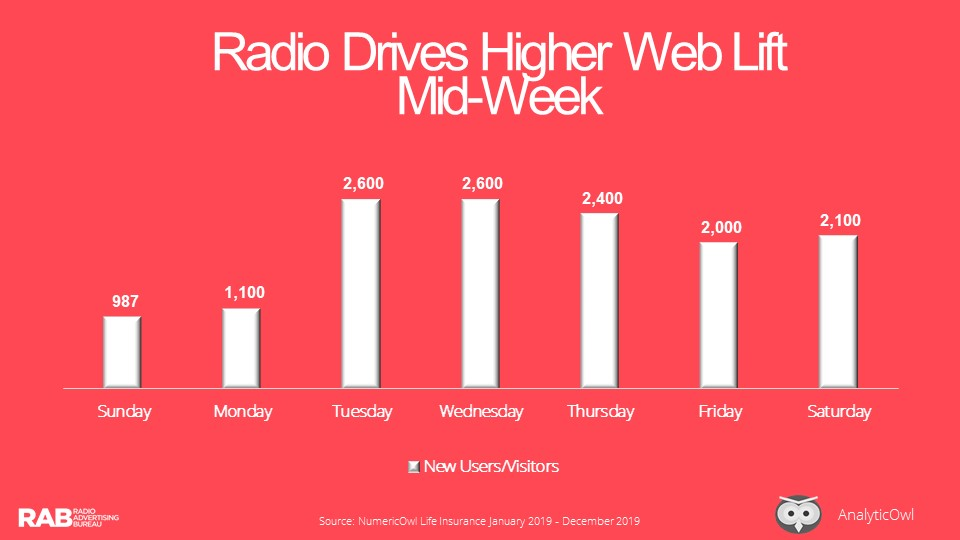 Radio Drives Higher Web Lift
Mid-Week
2,600
2,600
2,400
2,100
2,000
1,100
987
Sunday Monday Tuesday Wednesday Thursday Friday Saturday
New Users/Visitors
RAB RADIO
ADVERTISING
BUREAU
Source: NumericOwl Life Insurance January 2019 - December 2019
AnalyticOwl